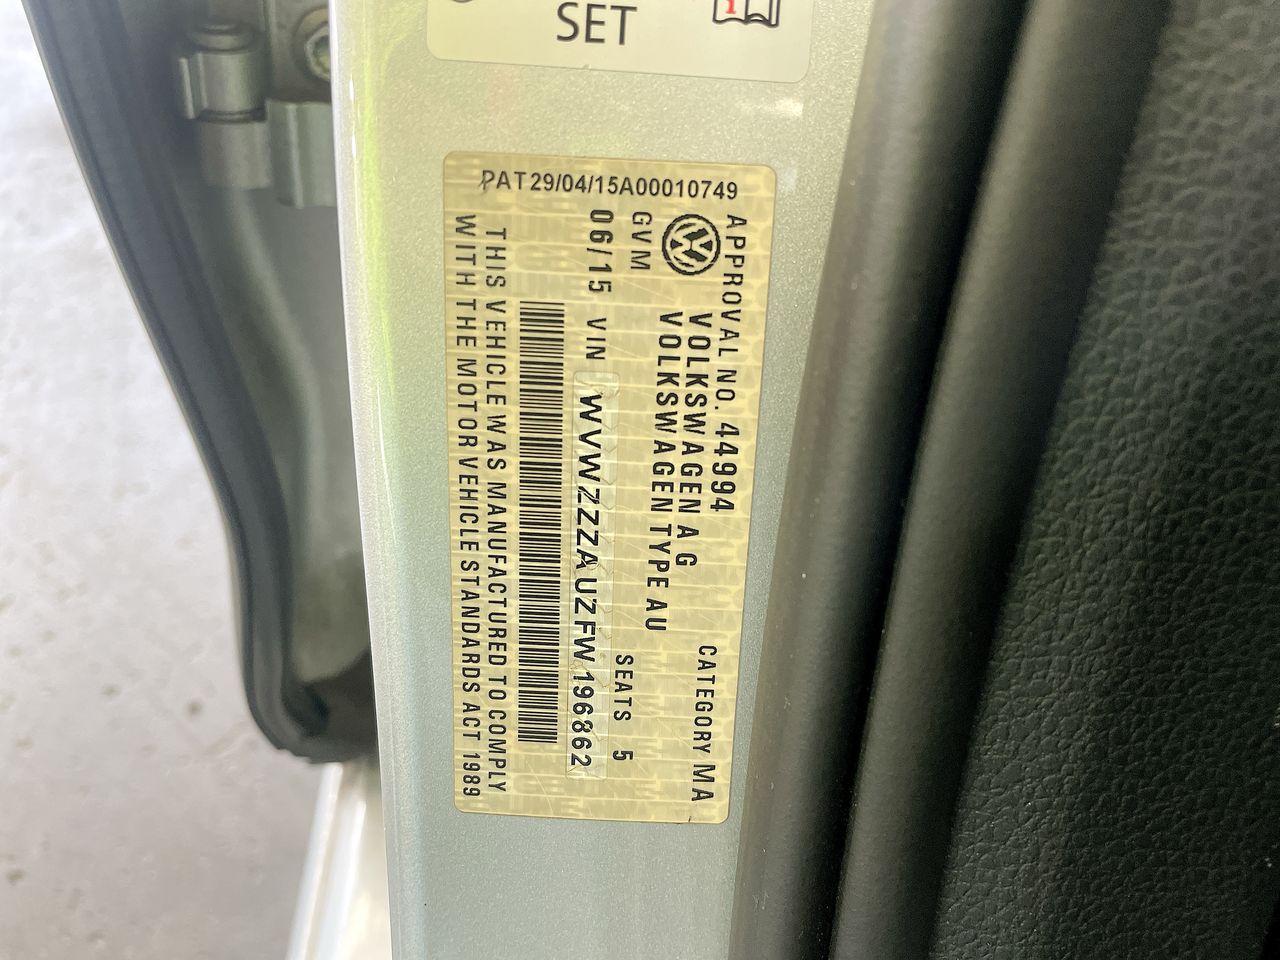 SET
PAT29/04/15A00010749
APPROVAL NO. 44994 CATEGORY MA
VOLKSWAGEN AG
VOLKSWAGEN TYPE AU
GVM SEATS 5
06/15 VIN WVWZZZAUZFW196862
THIS VEHICLE WAS MANUFACTURED TO COMPLY
WITH THE MOTOR VEHICLE STANDARDS ACT 1989